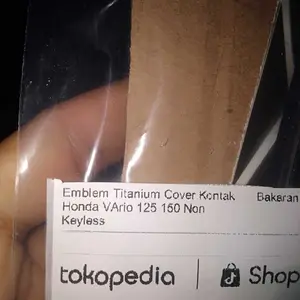 Emblem Titanium Cover Kontak Bakaran
Honda VArio 125 150 Non
Keyless
tokopedia | Shop